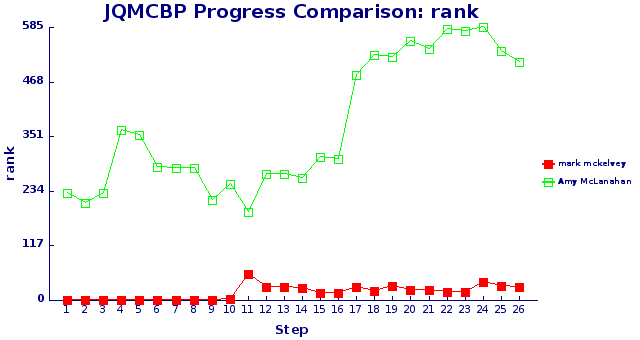 JQMCBP Progress Comparison: rank
585
468
351
234
117
0
rank
1 2 3 4 5 6 7 8 9 10 11 12 13 14 15 16 17 18 19 20 21 22 23 24 25 26
Step
mark mckelvey
Amy McLanahan